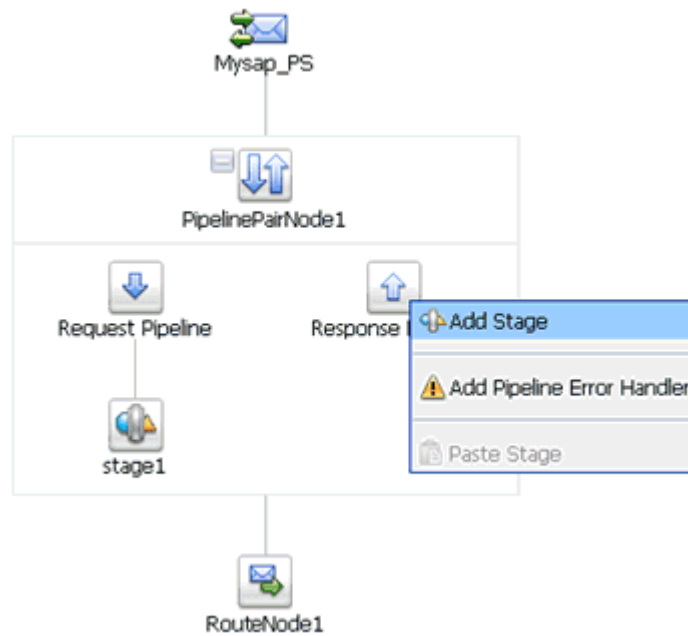 Mysap_PS
PipelinePairNode1
Request Pipeline
Response
Add Stage
Add Pipeline Error Handler
stage1
Paste Stage
RouteNode1